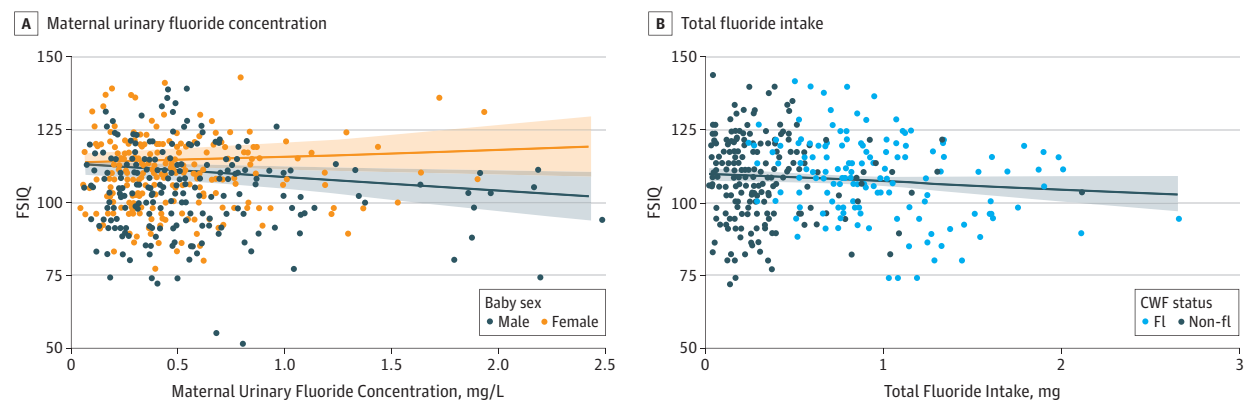 A Maternal urinary fluoride concentration
150
125
100
75
50
FSIQ
0
0.5
1.0
1.5
2.0
2.5
Maternal Urinary Fluoride Concentration, mg/L
Baby sex
Male Female
B Total fluoride intake
150
125
100
75
50
FSIQ
0
1
2
3
Total Fluoride Intake, mg
CWF status
Fl Non-fl